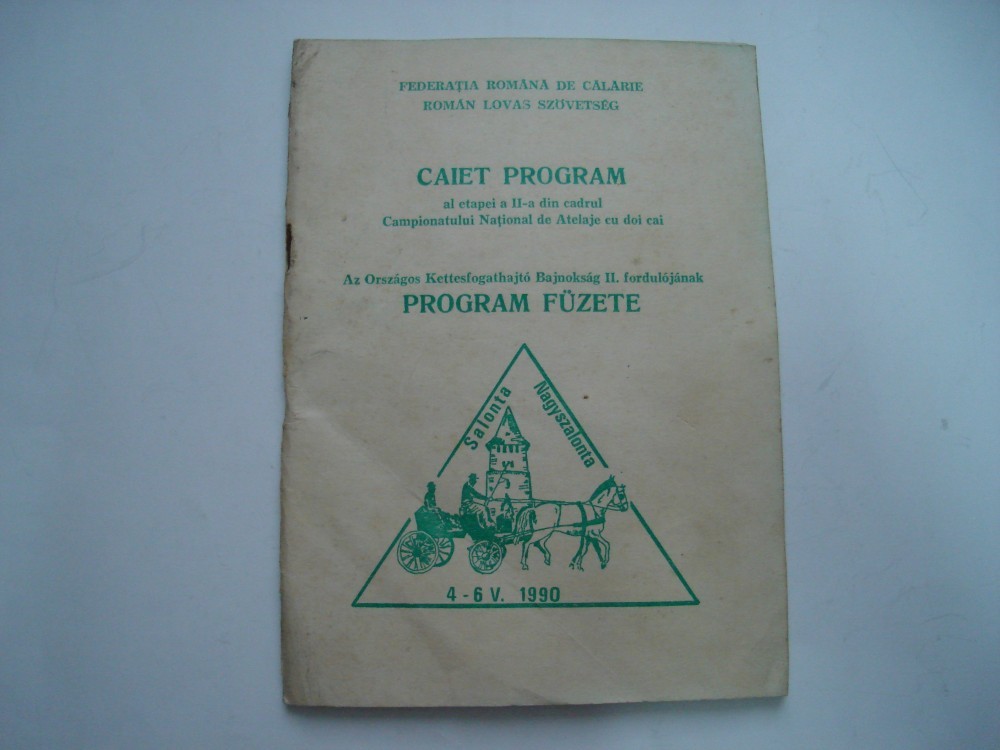 FEDERAȚIA ROMÂNĂ DE CĂLĂRIE
ROMÁN LOVAS SZÖVETSÉG
CAIET PROGRAM
al etapei a II-a din cadrul
Campionatului Național de Atelaje cu doi cai
Az Országos Kettesfogathajtó Bajnokság II. fordulójának
PROGRAM FÜZETE
Salonta
Nagyszalonta
4 - 6 V. 1990